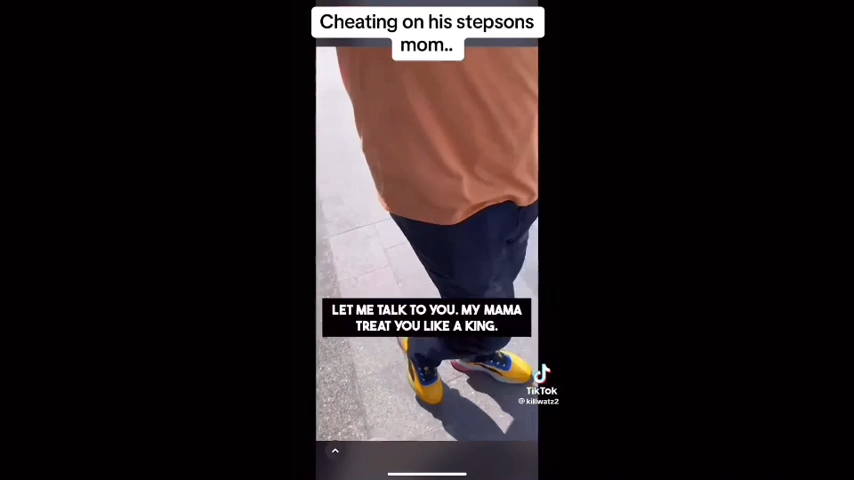 Cheating on his stepsons
mom..
LET ME TALK TO YOU. MY MAMA
TREAT YOU LIKE A KING.
TikTok
@killwatz2